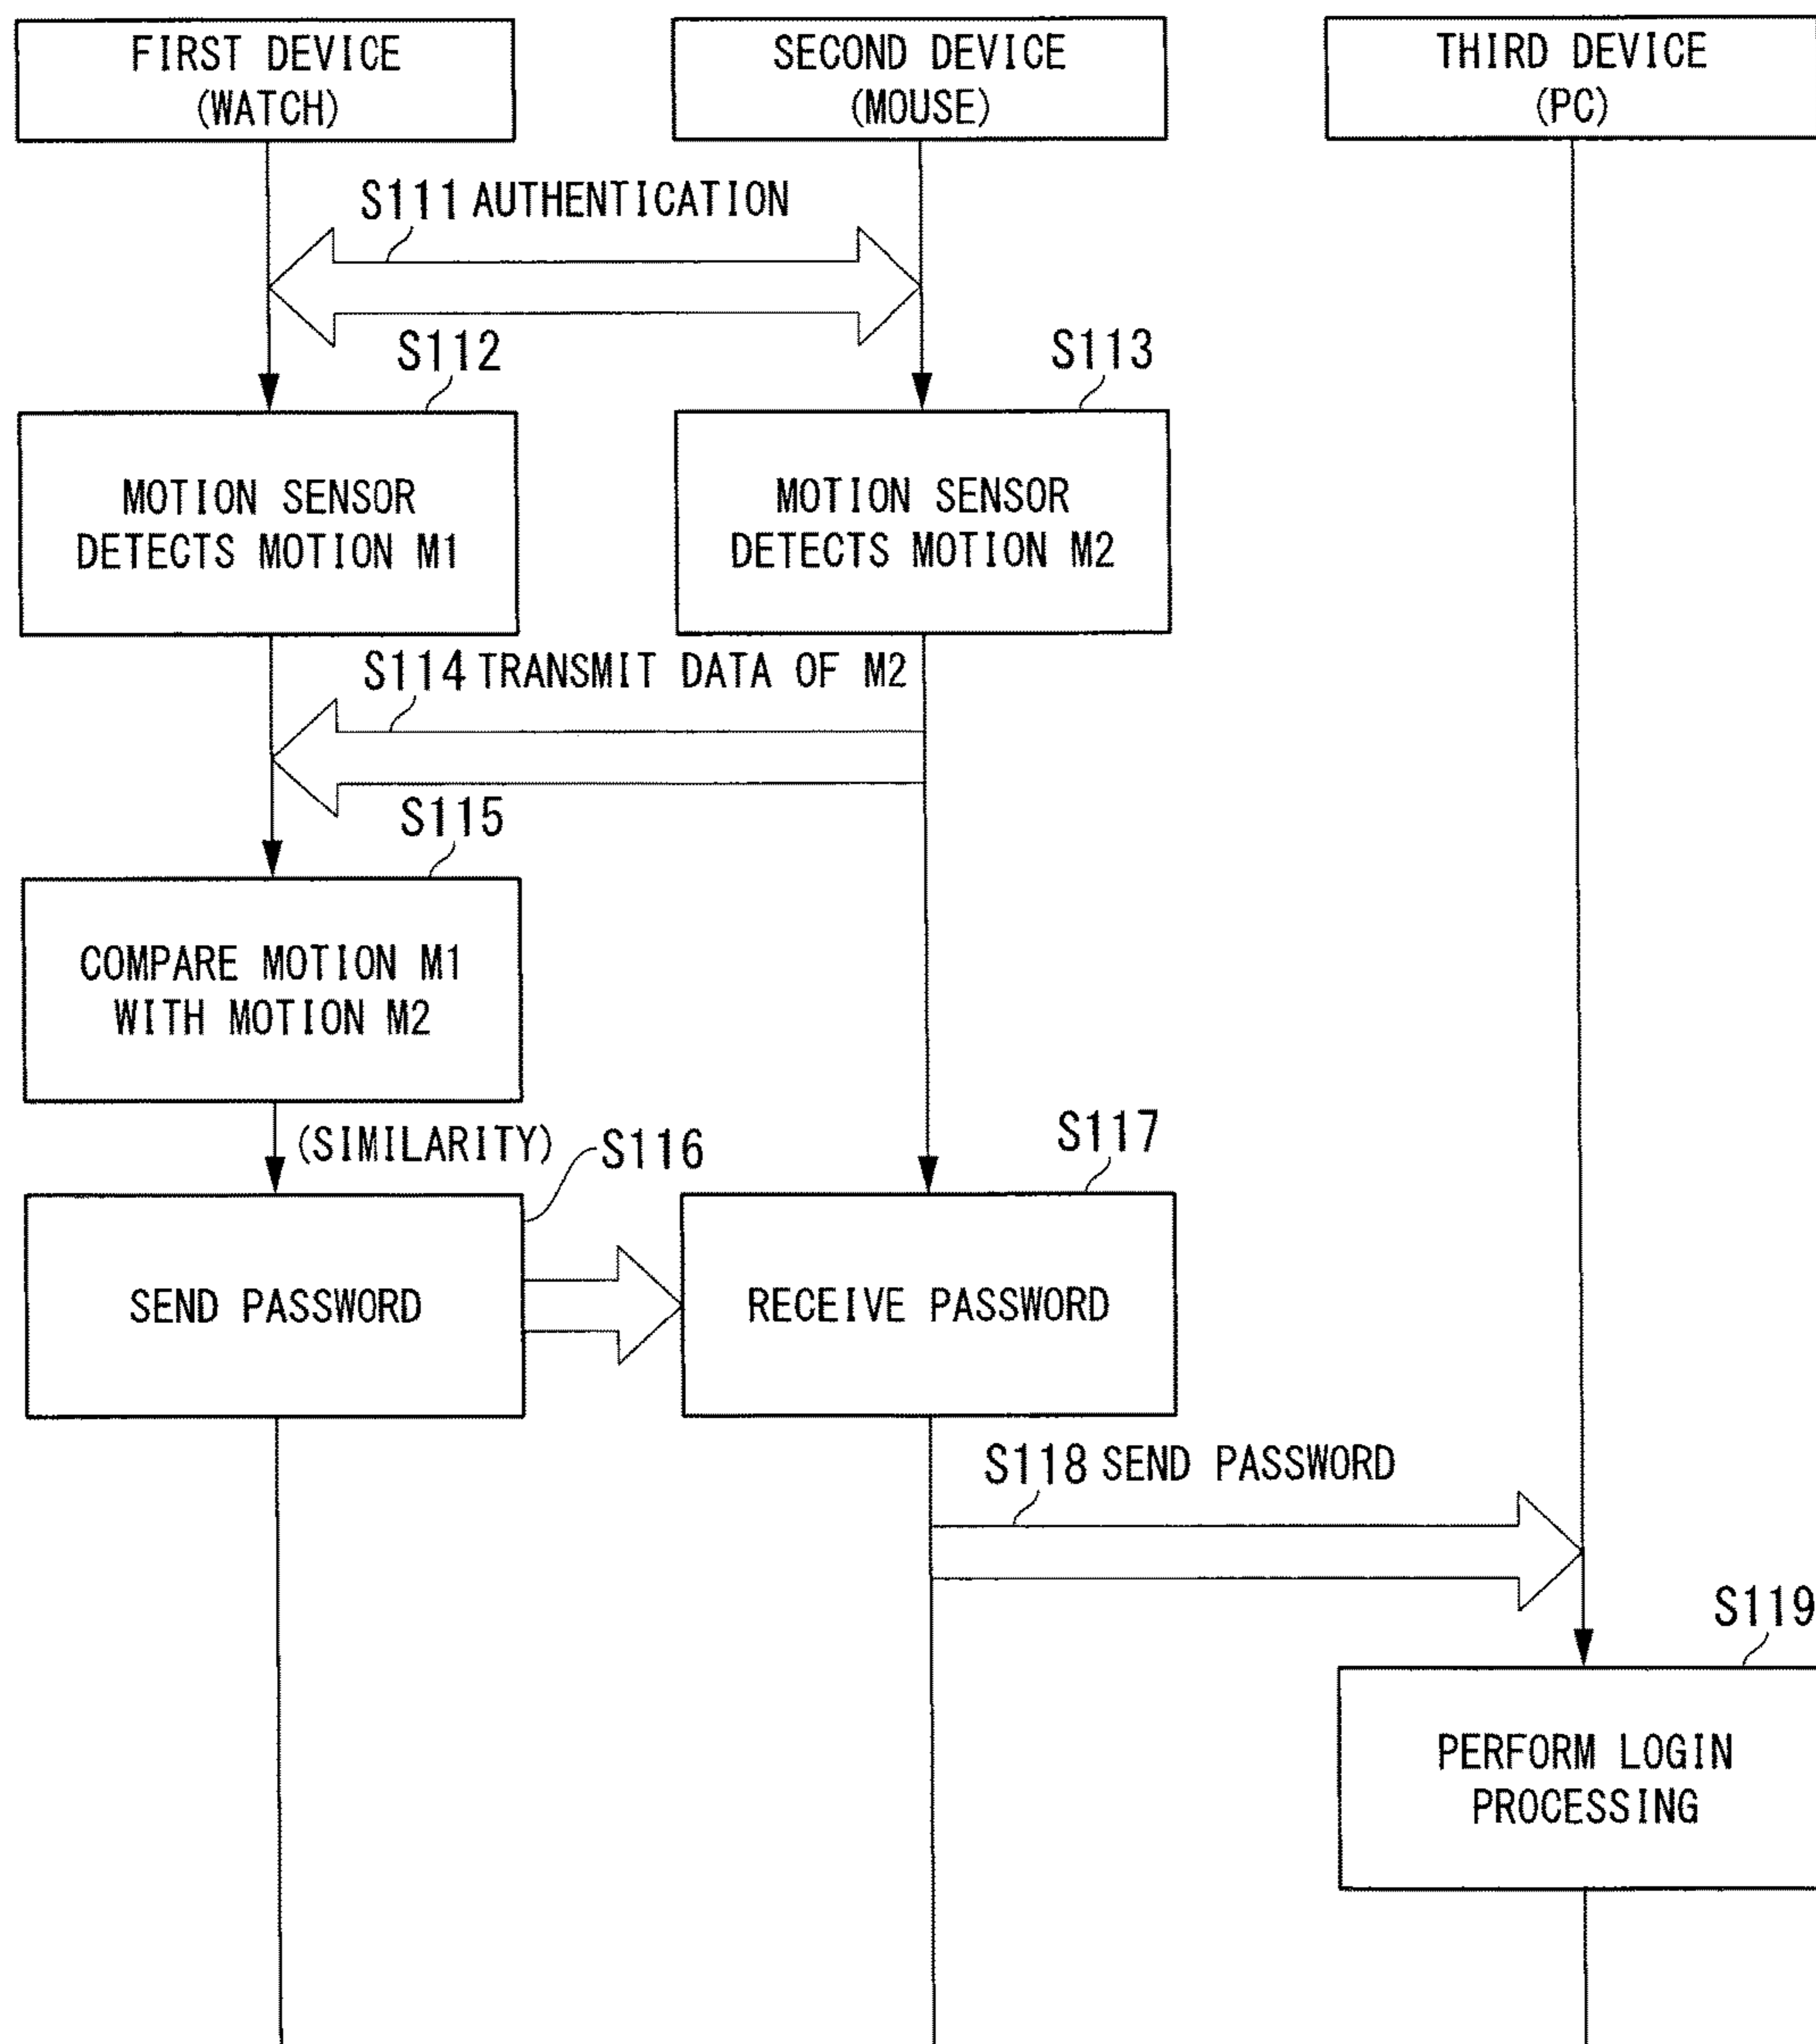 FIRST DEVICE
(WATCH)
SECOND DEVICE
(MOUSE)
THIRD DEVICE
(PC)
S111 AUTHENTICATION
S112
S113
MOTION SENSOR
DETECTS MOTION M1
MOTION SENSOR
DETECTS MOTION M2
S114 TRANSMIT DATA OF M2
S115
COMPARE MOTION M1
WITH MOTION M2
(SIMILARITY)
S116
S117
SEND PASSWORD
RECEIVE PASSWORD
S118 SEND PASSWORD
S119
PERFORM LOGIN
PROCESSING